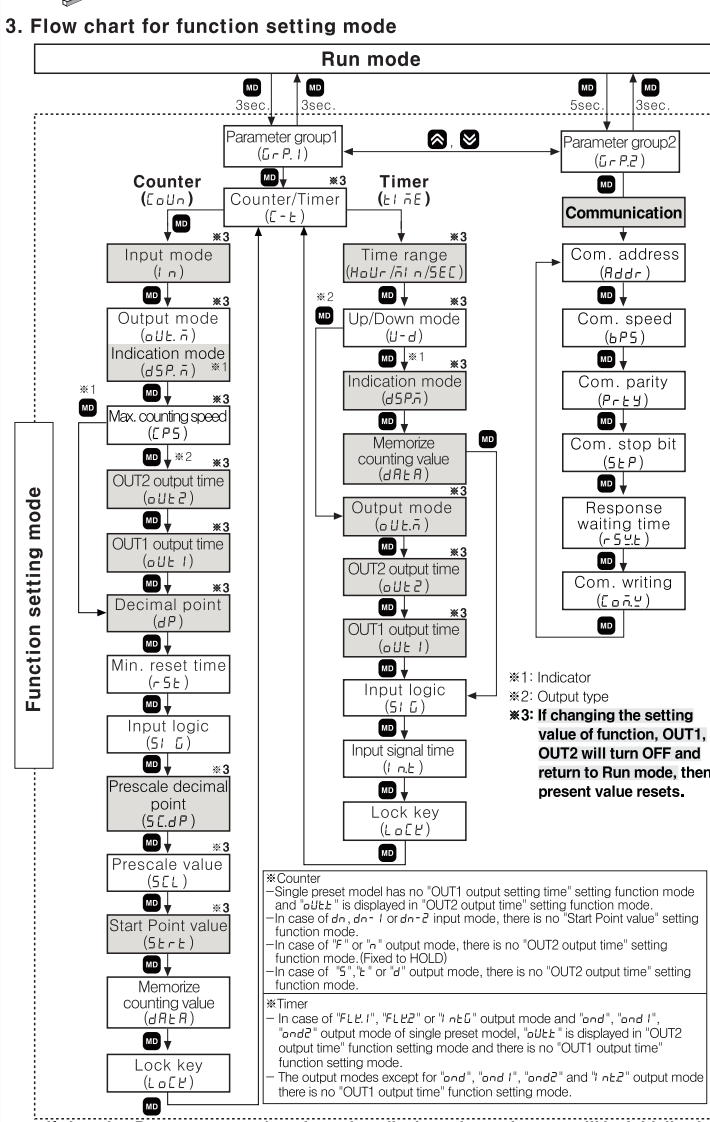 3. Flow chart for function setting mode
Run mode
MD
3sec.
MD
3sec.
MD
5sec.
MD
3sec.
Parameter group1
(GrP.1)
,
Parameter group2
(GrP.2)
MD
※3
Counter
(CoUn)
Counter/Timer
(C-t)
Timer
(tImE)
MD
MD
Communication
※3
Input mode
(In)
MD
※3
Output mode
(oUt.m)
Indication mode
(dSP.m) ※1
MD
※3
※1
MD
Max. counting speed
(CPS)
MD
※2
※3
OUT2 output time
(oUt2)
MD
※3
OUT1 output time
(oUt1)
MD
※3
Decimal point
(dP)
MD
Min. reset time
(rSt)
MD
Input logic
(SIG)
MD
※3
Prescale decimal
point
(SC.dP)
MD
※3
Prescale value
(SCL)
MD
※3
Start Point value
(Strt)
MD
Memorize
counting value
(dAtA)
MD
Lock key
(LoCK)
MD
※3
Time range
(HoUr/mIn/SEC)
※2
MD
MD
※3
Up/Down mode
(U-d)
MD
※1
※3
Indication mode
(dSP.m)
MD
Memorize
counting value
(dAtA)
MD
※3
Output mode
(oUt.m)
MD
※3
OUT2 output time
(oUt2)
MD
※3
OUT1 output time
(oUt1)
MD
Input logic
(SIG)
MD
Input signal time
(In.t)
MD
Lock key
(LoCK)
MD
Com. address
(Addr)
MD
Com. speed
(bPS)
MD
Com. parity
(PrtY)
MD
Com. stop bit
(StP)
MD
Response
waiting time
(rSW.t)
MD
Com. writing
(Com.W)
MD
Function setting mode
※1: Indicator
※2: Output type
※3: If changing the setting
value of function, OUT1,
OUT2 will turn OFF and
return to Run mode, then
present value resets.
※Counter
−Single preset model has no "OUT1 output setting time" setting function mode
and "oUtt" is displayed in "OUT2 output time" setting function mode.
−In case of dn, dn-1 or dn-2 input mode, there is no "Start Point value" setting
function mode.
−In case of "F" or "n" output mode, there is no "OUT2 output time" setting
function mode.(Fixed to HOLD)
−In case of "S","t" or "d" output mode, there is no "OUT2 output time" setting
function mode.
※Timer
− In case of "FLK.1", "FLK.2" or "IntG" output mode and "ond", "ond1",
"ond2" output mode of single preset model, "oUtt" is displayed in "OUT2
output time" function setting mode and there is no "OUT1 output time"
function setting mode.
− The output modes except for "ond", "ond1", "ond2" and "Int2" output mode
there is no "OUT1 output time" function setting mode.